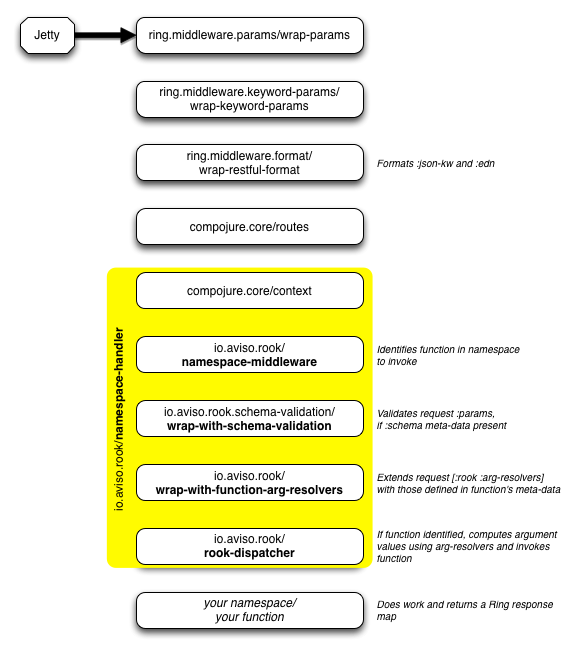 Jetty
ring.middleware.params/wrap-params
ring.middleware.keyword-params/
wrap-keyword-params
ring.middleware.format/
wrap-restful-format
Formats :json-kw and :edn
compojure.core/routes
io.aviso.rook/namespace-handler
compojure.core/context
io.aviso.rook/
namespace-middleware
Identifies function in namespace
to invoke
io.aviso.rook.schema-validation/
wrap-with-schema-validation
Validates request :params,
if :schema meta-data present
io.aviso.rook/
wrap-with-function-arg-resolvers
Extends request [:rook :arg-resolvers]
with those defined in function's meta-data
io.aviso.rook/
rook-dispatcher
If function identified, computes argument
values using arg-resolvers and invokes
function
your namespace/
your function
Does work and returns a Ring response
map